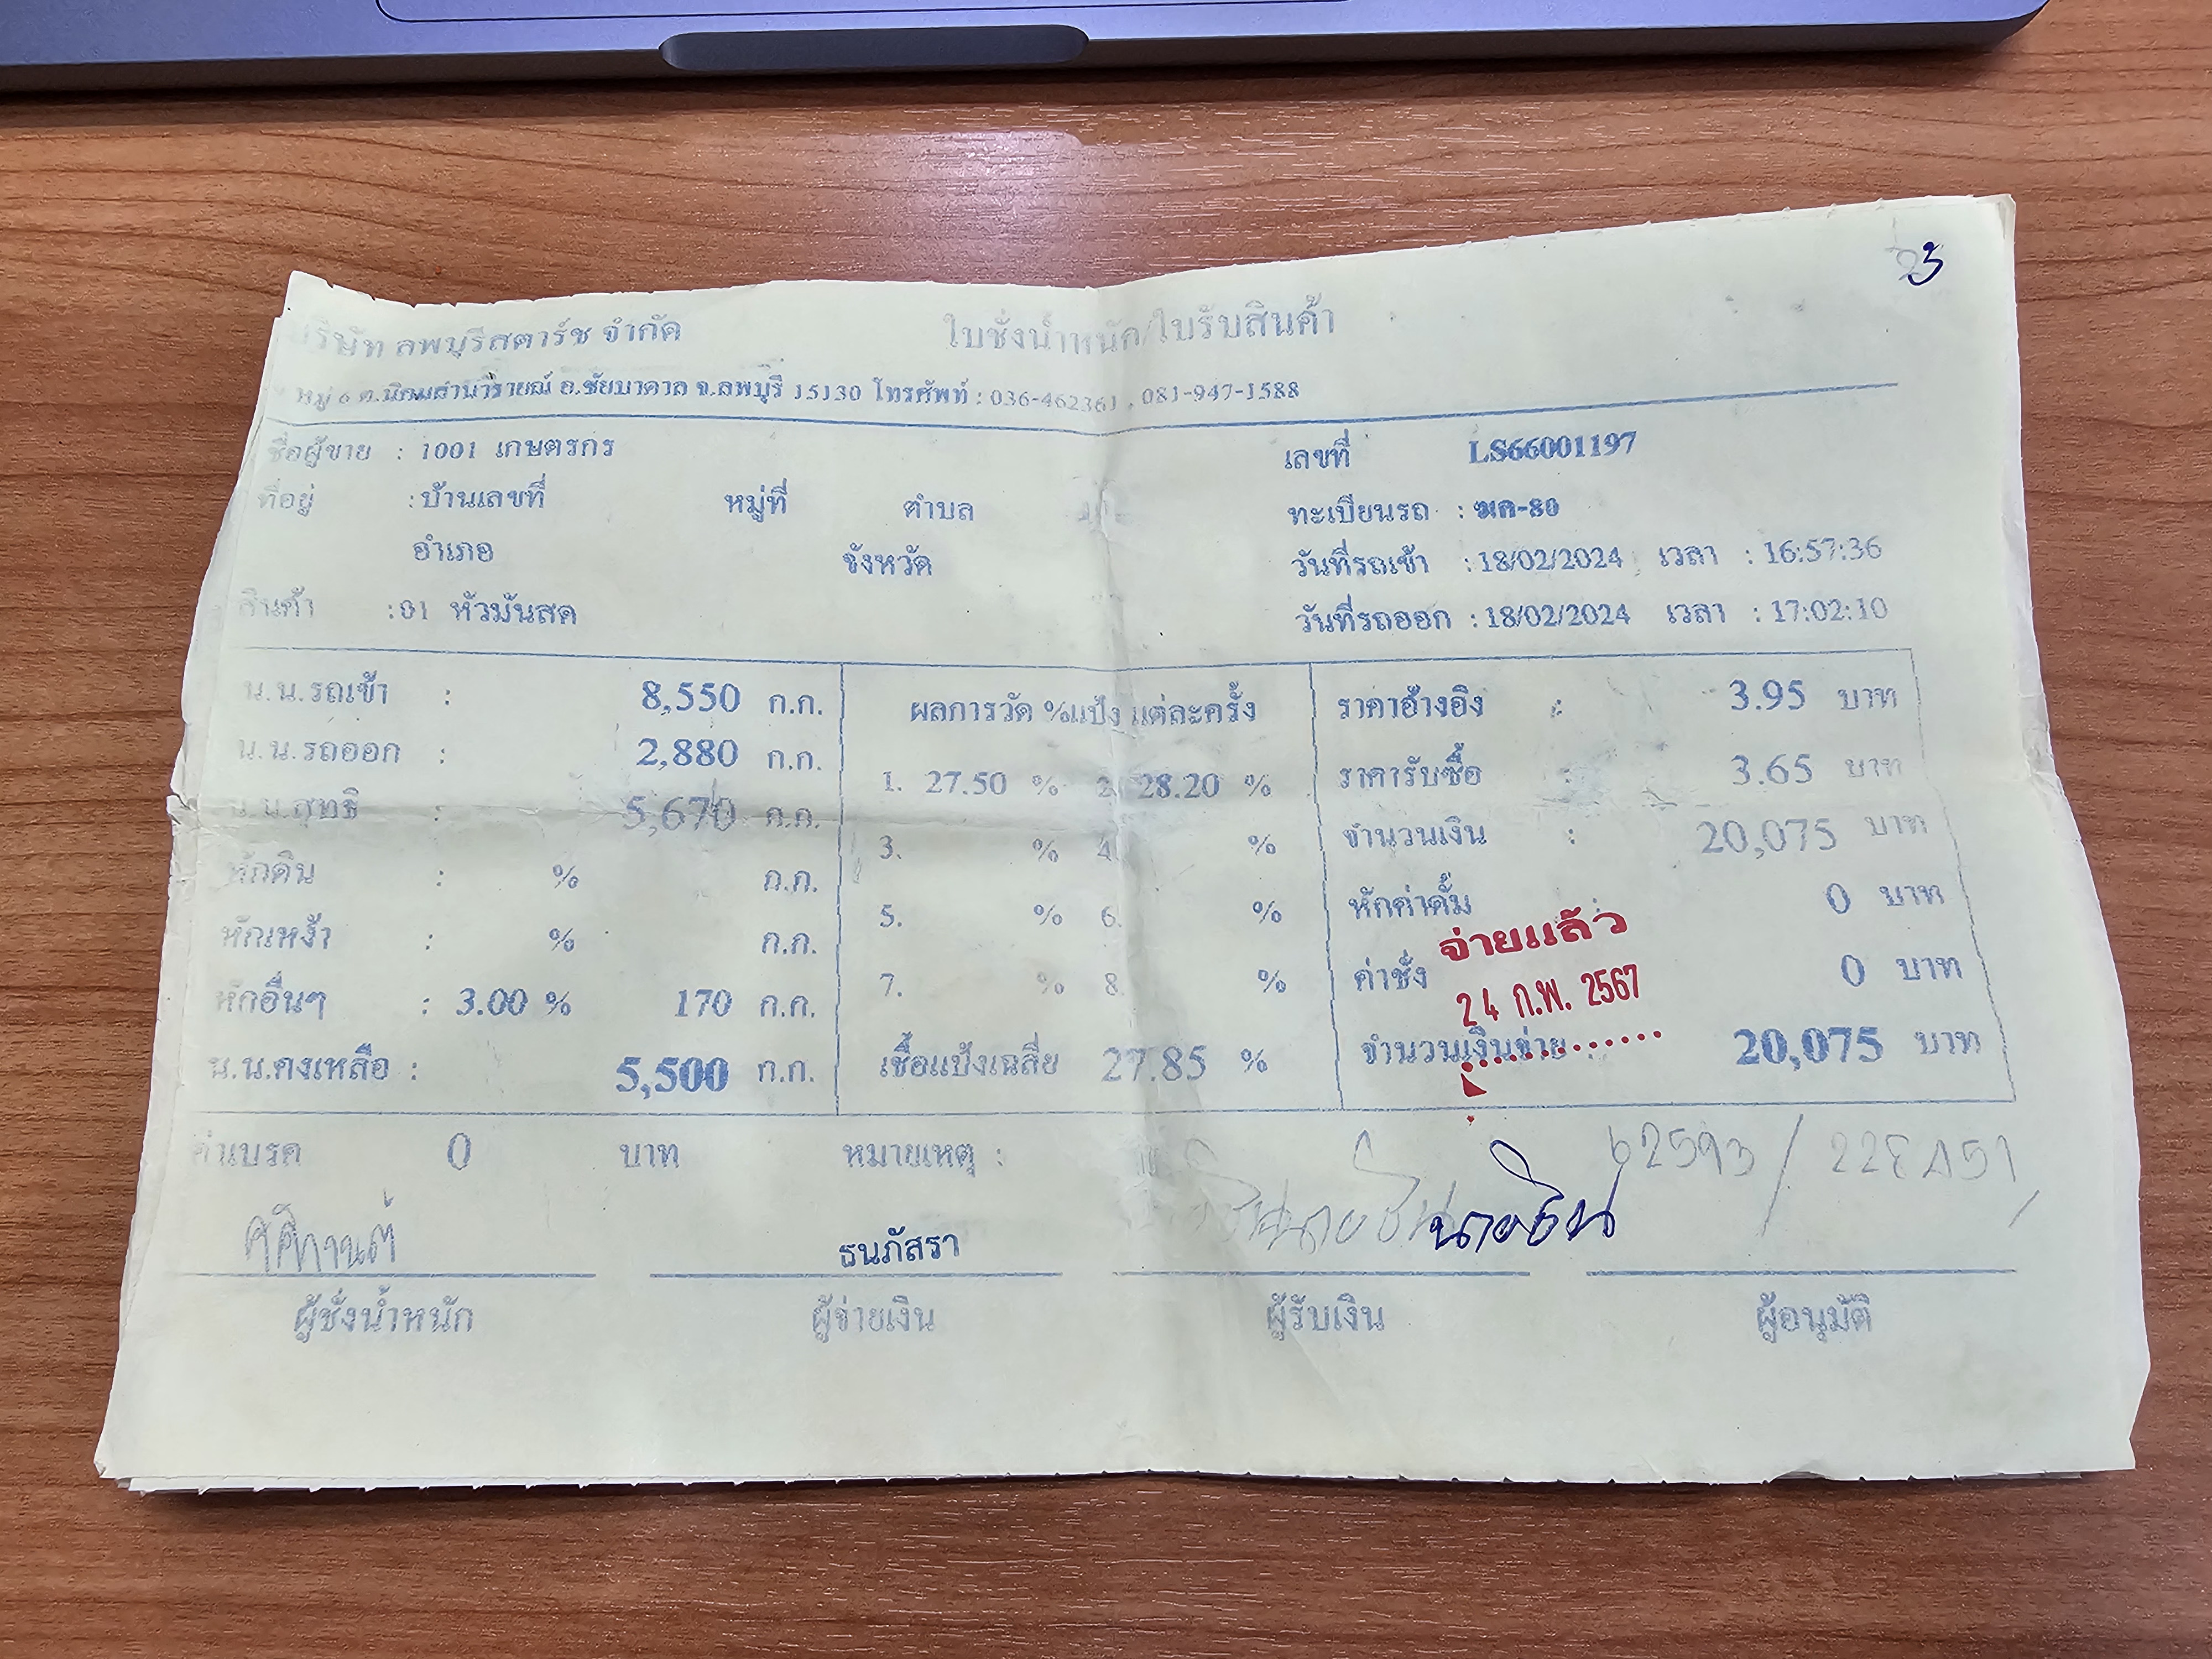 บริษัท ลพบุรีสตาร์ช จำกัด ใบชั่งน้ำหนัก/ใบรับสินค้า
หมู่ ต.นิคมลำนารายณ์ อ.ชัยบาดาล จ.ลพบุรี 15130 โทรศัพท์ : 036-462361 , 081-947-1588
ชื่อผู้ขาย : 1001 เกษตรกร เลขที่ LS66001197
ที่อยู่ : บ้านเลขที่ หมู่ที่ ตำบล ทะเบียนรถ : -80
อำเภอ จังหวัด วันที่รถเข้า : 18/02/2024 เวลา : 16:57:36
สินค้า :01 หัวมันสด วันที่รถออก : 18/02/2024 เวลา : 17:02:10
น.น.รถเข้า : 8,550 ก.ก. ผลการวัด %แป้ง แต่ละครั้ง ราคาอ้างอิง : 3.95 บาท
น.น.รถออก : 2,880 ก.ก. 1. 27.50 % 2. 28.20 % ราคารับซื้อ : 3.65 บาท
น.น.สุทธิ : 5,670 ก.ก. 3. % 4. % จำนวนเงิน : 20,075 บาท
หักดิน : % ก.ก. 5. % 6. % หักค่าดั๊ม : 0 บาท
จ่ายแล้ว
หักเหง้า : % ก.ก. 7. % 8. % ค่าชั่ง 0 บาท
24 ก.พ. 2567
หักอื่นๆ : 3.00 % 170 ก.ก. เชื้อแป้งเฉลี่ย 27.85 % จำนวนเงินจ่าย : 20,075 บาท
น.น.คงเหลือ : 5,500 ก.ก.
ค่าเบรค 0 บาท หมายเหตุ :
ธนภัสรา
ผู้ชั่งน้ำหนัก ผู้จ่ายเงิน ผู้รับเงิน ผู้อนุมัติ